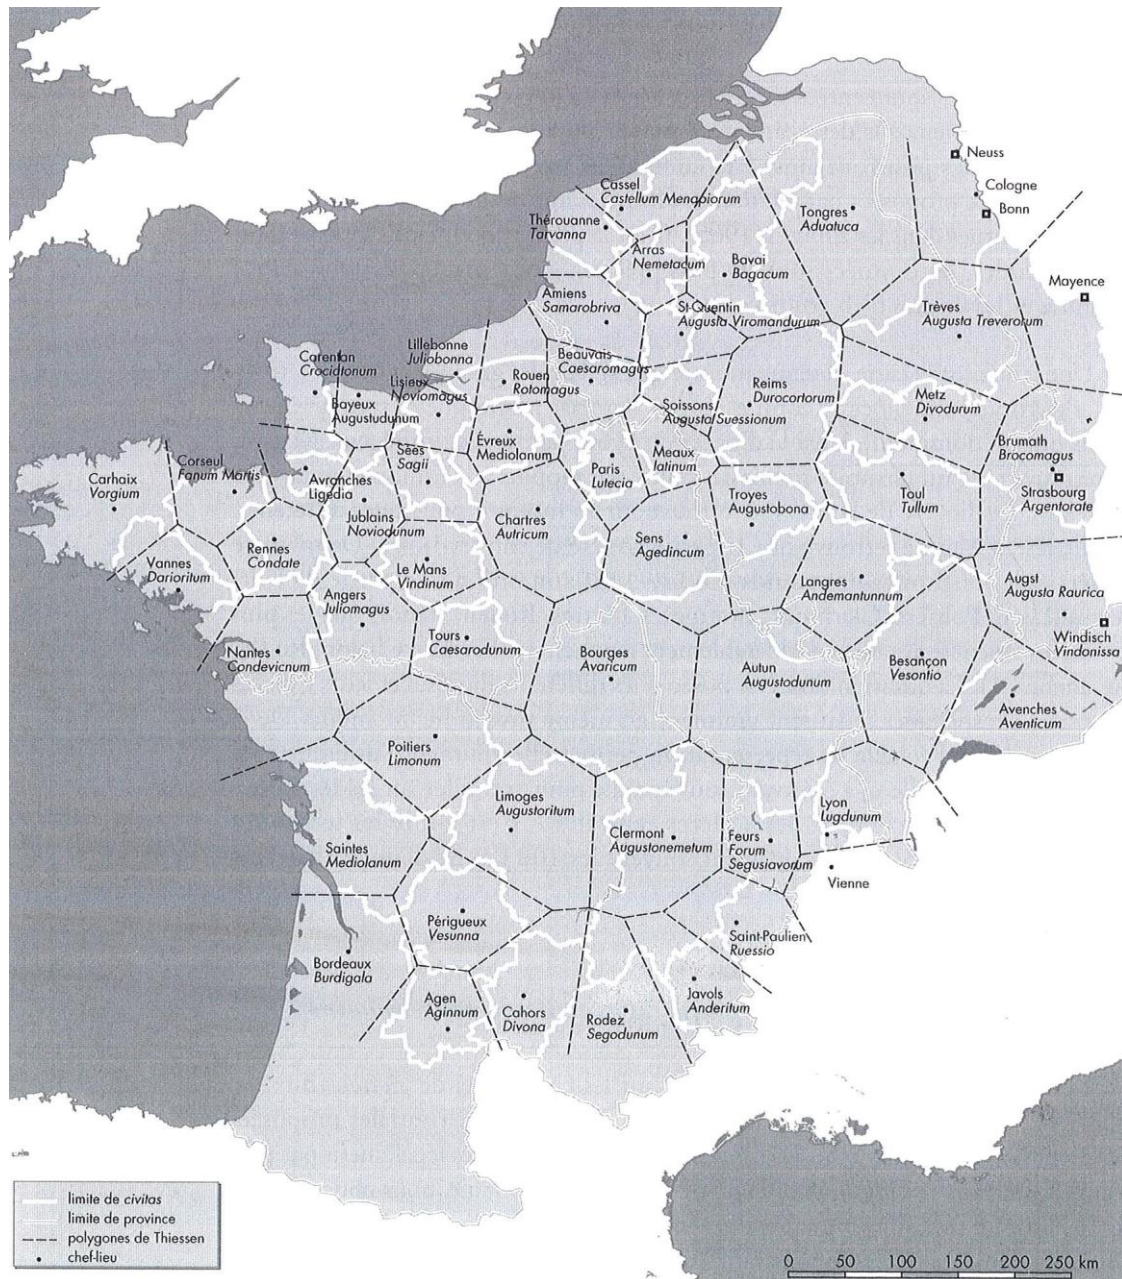 Neuss
Cologne
Bonn
Cassel
Castellum Menapiorum
Tongres
Aduatuca
Thérouanne
Tarvanna
Arras
Nemetacum
Bavai
Bagacum
Mayence
Amiens
Samarobriva
St-Quentin
Augusta Viromandurum
Trèves
Augusta Treverorum
Lillebonne
Juliobonna
Carentan
Crociatonum
Beauvais
Caesaromagus
Rouen
Rotomagus
Lisieux
Noviomagus
Reims
Durocortorum
Metz
Divodurum
Bayeux
Augustudunum
Soissons
Augusta Suessionum
Évreux
Mediolanum
Brumath
Brocomagus
Sées
Sagii
Meaux
Iatinum
Paris
Lutecia
Corseul
Fanum Martis
Avranches
Ligedia
Carhaix
Vorgium
Toul
Tullum
Strasbourg
Argentorate
Troyes
Augustobona
Jublains
Noviodunum
Chartres
Autricum
Rennes
Condate
Sens
Agedincum
Vannes
Darioritum
Le Mans
Vindinum
Langres
Andemantunnum
Augst
Augusta Raurica
Angers
Juliomagus
Windisch
Vindonissa
Tours
Caesarodunum
Nantes
Condevicnum
Bourges
Avaricum
Besançon
Vesontio
Autun
Augustodunum
Avenches
Aventicum
Poitiers
Limonum
Limoges
Augustoritum
Lyon
Lugdunum
Saintes
Mediolanum
Clermont
Augustonemetum
Feurs
Forum
Segusiavorum
Vienne
Périgueux
Vesunna
Saint-Paulien
Ruessio
Bordeaux
Burdigala
Javols
Anderitum
Agen
Aginnum
Cahors
Divona
Rodez
Segodunum
limite de civitas
limite de province
polygones de Thiessen
chef-lieu
0 50 100 150 200 250 km